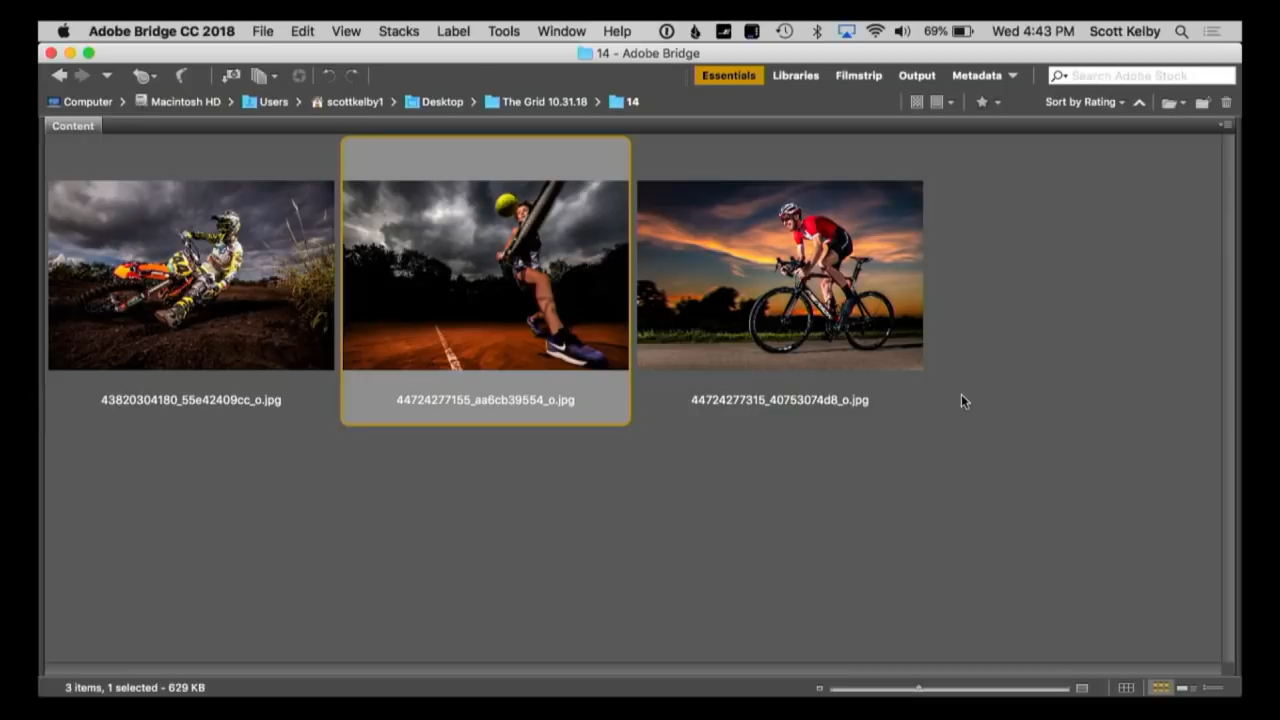 Adobe Bridge CC 2018 File Edit View Stacks Label Tools Window Help 69% Wed 4:43 PM Scott Kelby
14 - Adobe Bridge
Essentials Libraries Filmstrip Output Metadata Search Adobe Stock
Computer Macintosh HD Users scottkelby1 Desktop The Grid 10.31.18 14 Sort by Rating
Content
43820304180_55e42409cc_o.jpg 44724277155_aa6cb39554_o.jpg 44724277315_40753074d8_o.jpg
3 items, 1 selected - 629 KB